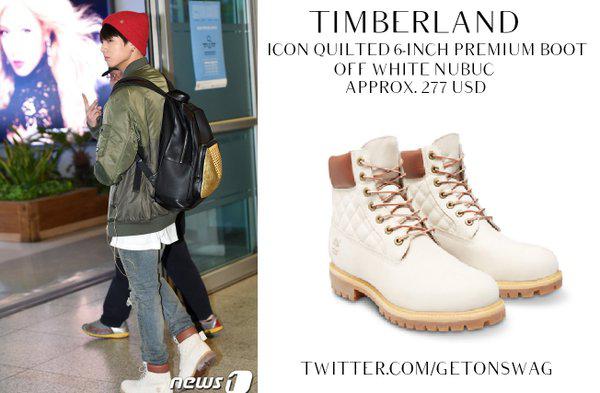 TIMBERLAND
ICON QUILTED 6-INCH PREMIUM BOOT
OFF WHITE NUBUC
APPROX. 277 USD
TWITTER.COM/GETONSWAG
news1